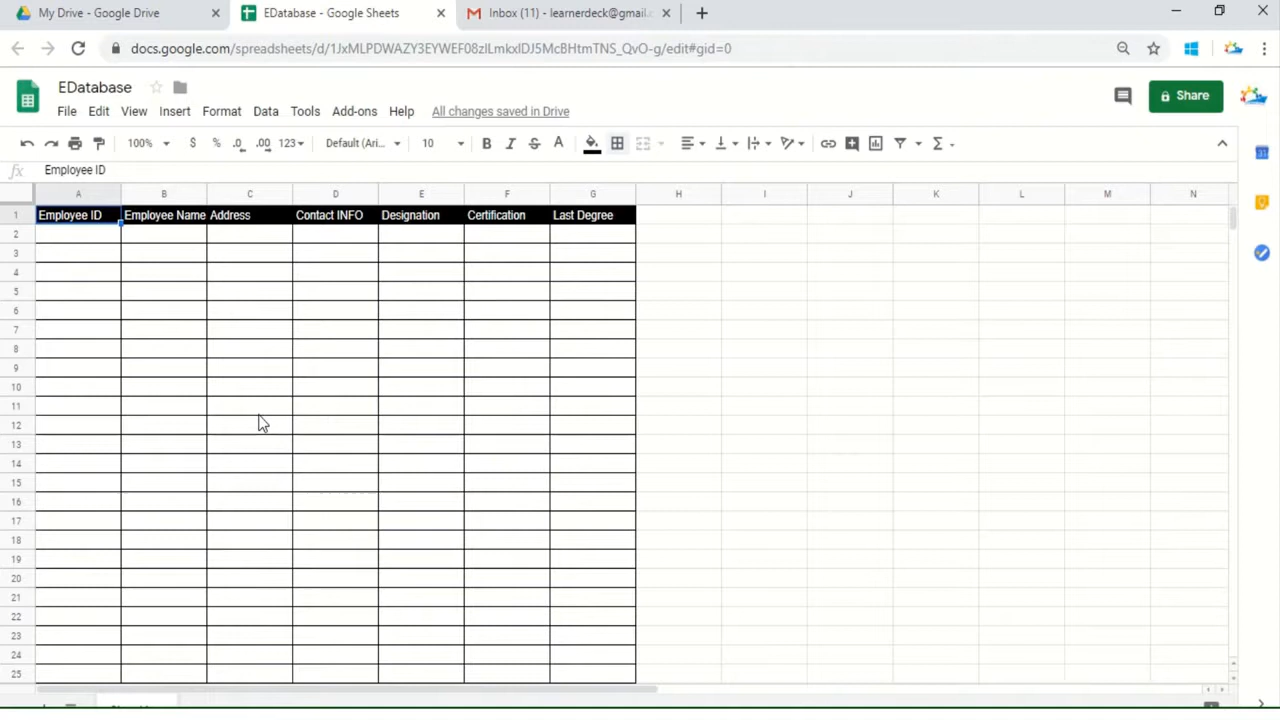 My Drive - Google Drive
EDatabase - Google Sheets
Inbox (11) - learnerdeck@gmail.c
docs.google.com/spreadsheets/d/1JxMLPDWAZY3EYWEF08zlLmkxlDJ5McBHtmTNS_QvO-g/edit#gid=0
EDatabase
File Edit View Insert Format Data Tools Add-ons Help All changes saved in Drive
Share
100% $ % .0 .00 123 Default (Ari... 10 B I S A Σ
fx Employee ID
A B C D E F G H I J K L M N
1 Employee ID Employee Name Address Contact INFO Designation Certification Last Degree
2
3
4
5
6
7
8
9
10
11
12
13
14
15
16
17
18
19
20
21
22
23
24
25